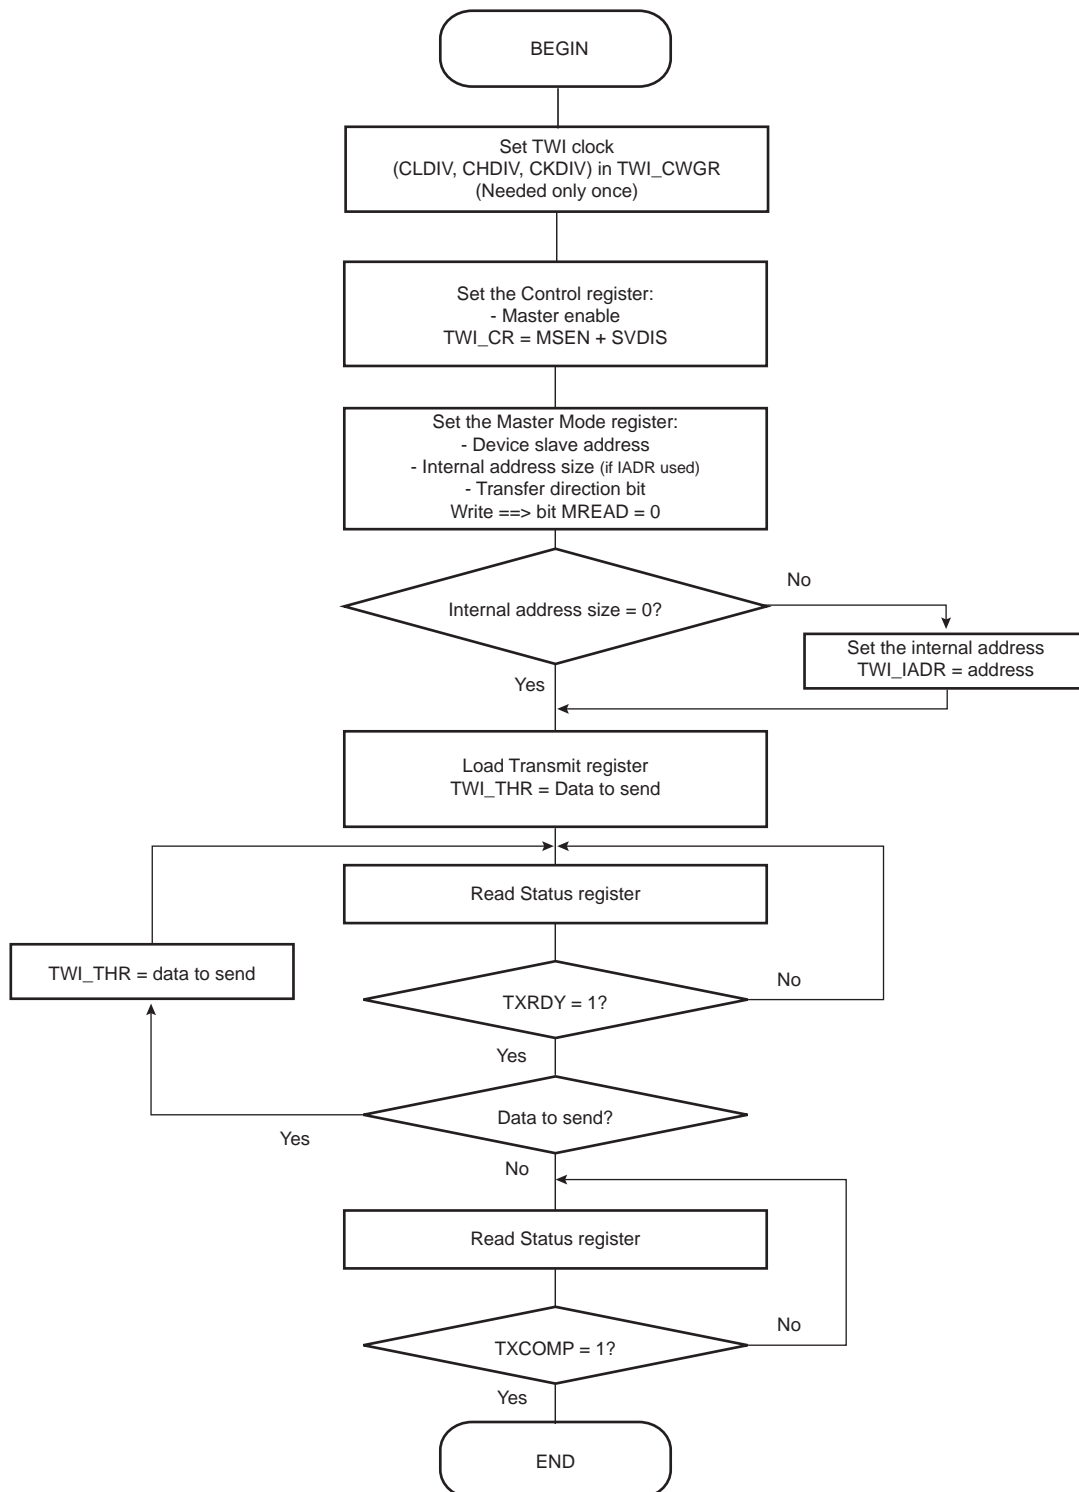 BEGIN
Set TWI clock
(CLDIV, CHDIV, CKDIV) in TWI_CWGR
(Needed only once)
Set the Control register:
- Master enable
TWI_CR = MSEN + SVDIS
Set the Master Mode register:
- Device slave address
- Internal address size (if IADR used)
- Transfer direction bit
Write ==> bit MREAD = 0
No
Internal address size = 0?
Set the internal address
TWI_IADR = address
Yes
Load Transmit register
TWI_THR = Data to send
Read Status register
TWI_THR = data to send
No
TXRDY = 1?
Yes
Data to send?
Yes
No
Read Status register
No
TXCOMP = 1?
Yes
END